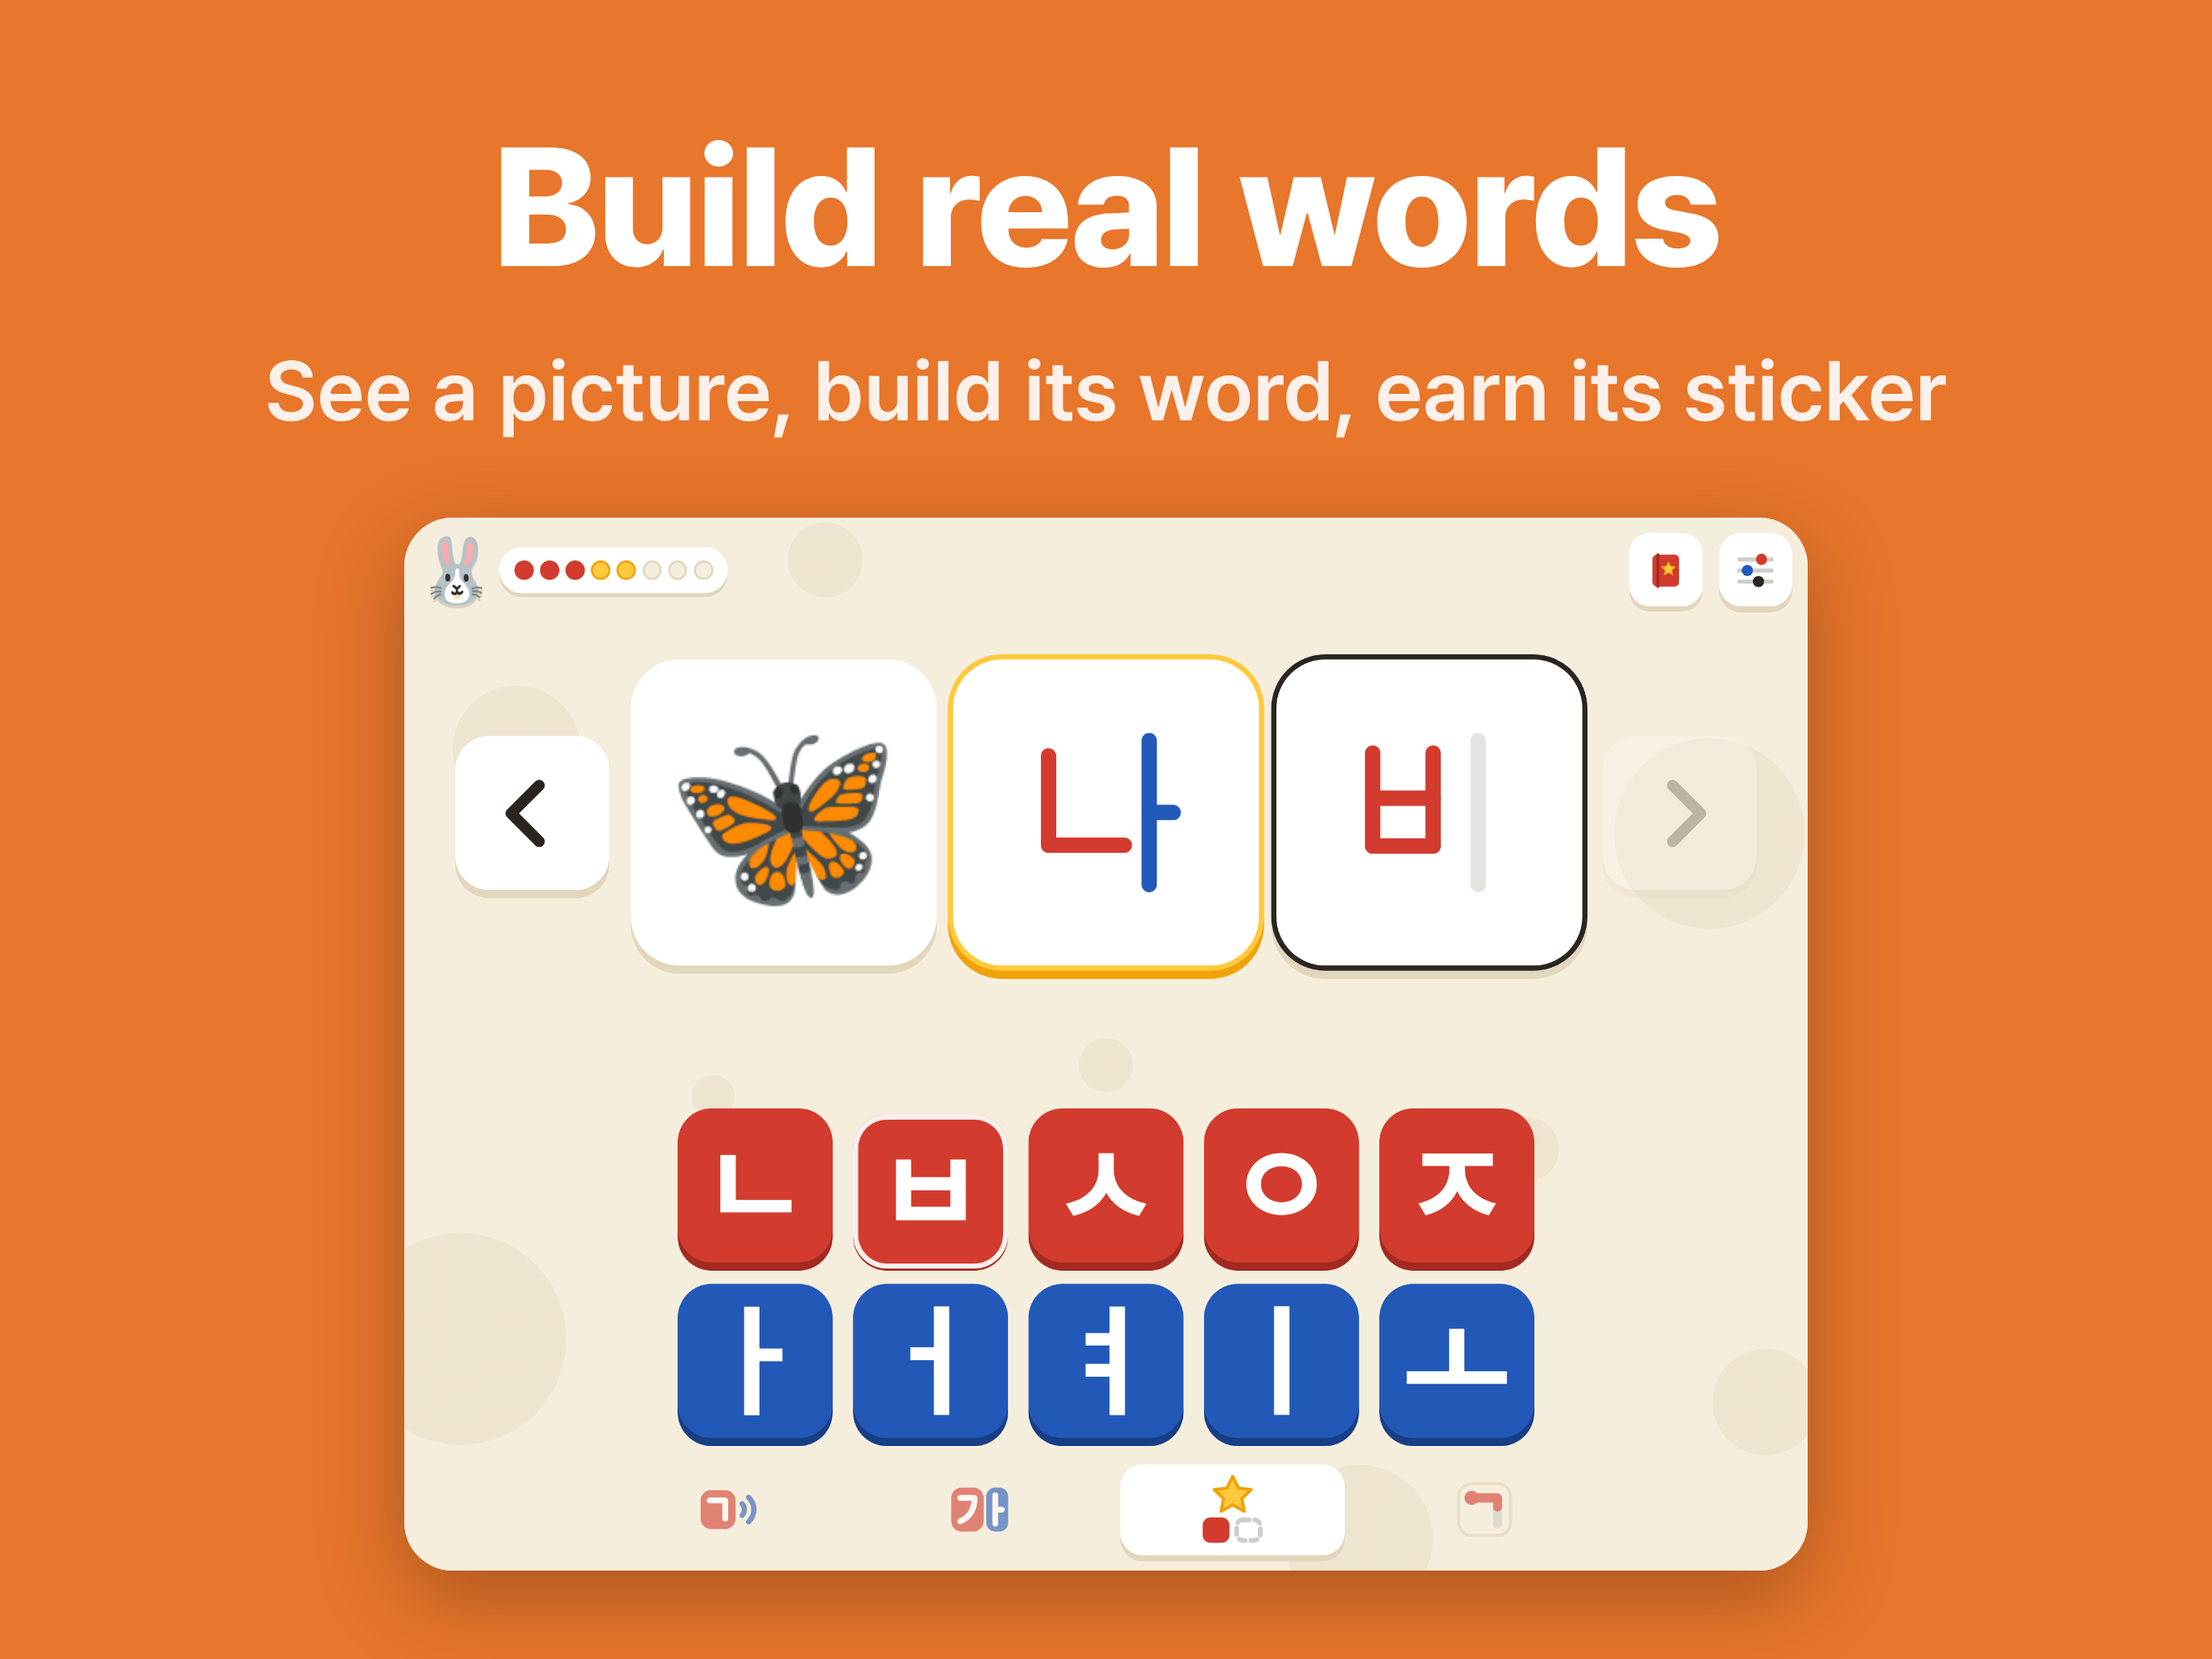 Build real words
See a picture, build its word, earn its sticker
나 비
ㄴ ㅂ ㅅ ㅇ ㅈ
ㅏ ㅓ ㅕ ㅣ ㅗ
ㄱ 가